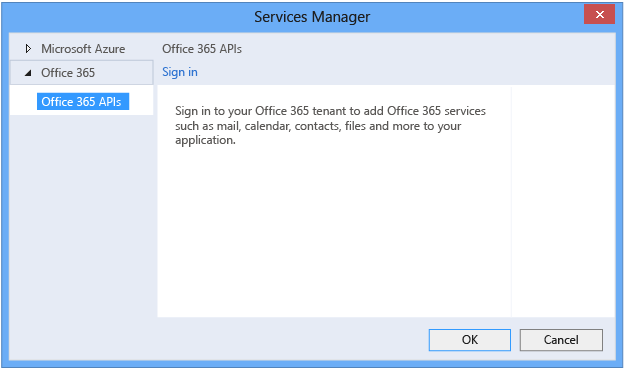 Services Manager
Microsoft Azure
Office 365
Office 365 APIs
Office 365 APIs
Sign in
Sign in to your Office 365 tenant to add Office 365 services
such as mail, calendar, contacts, files and more to your
application.
OK
Cancel